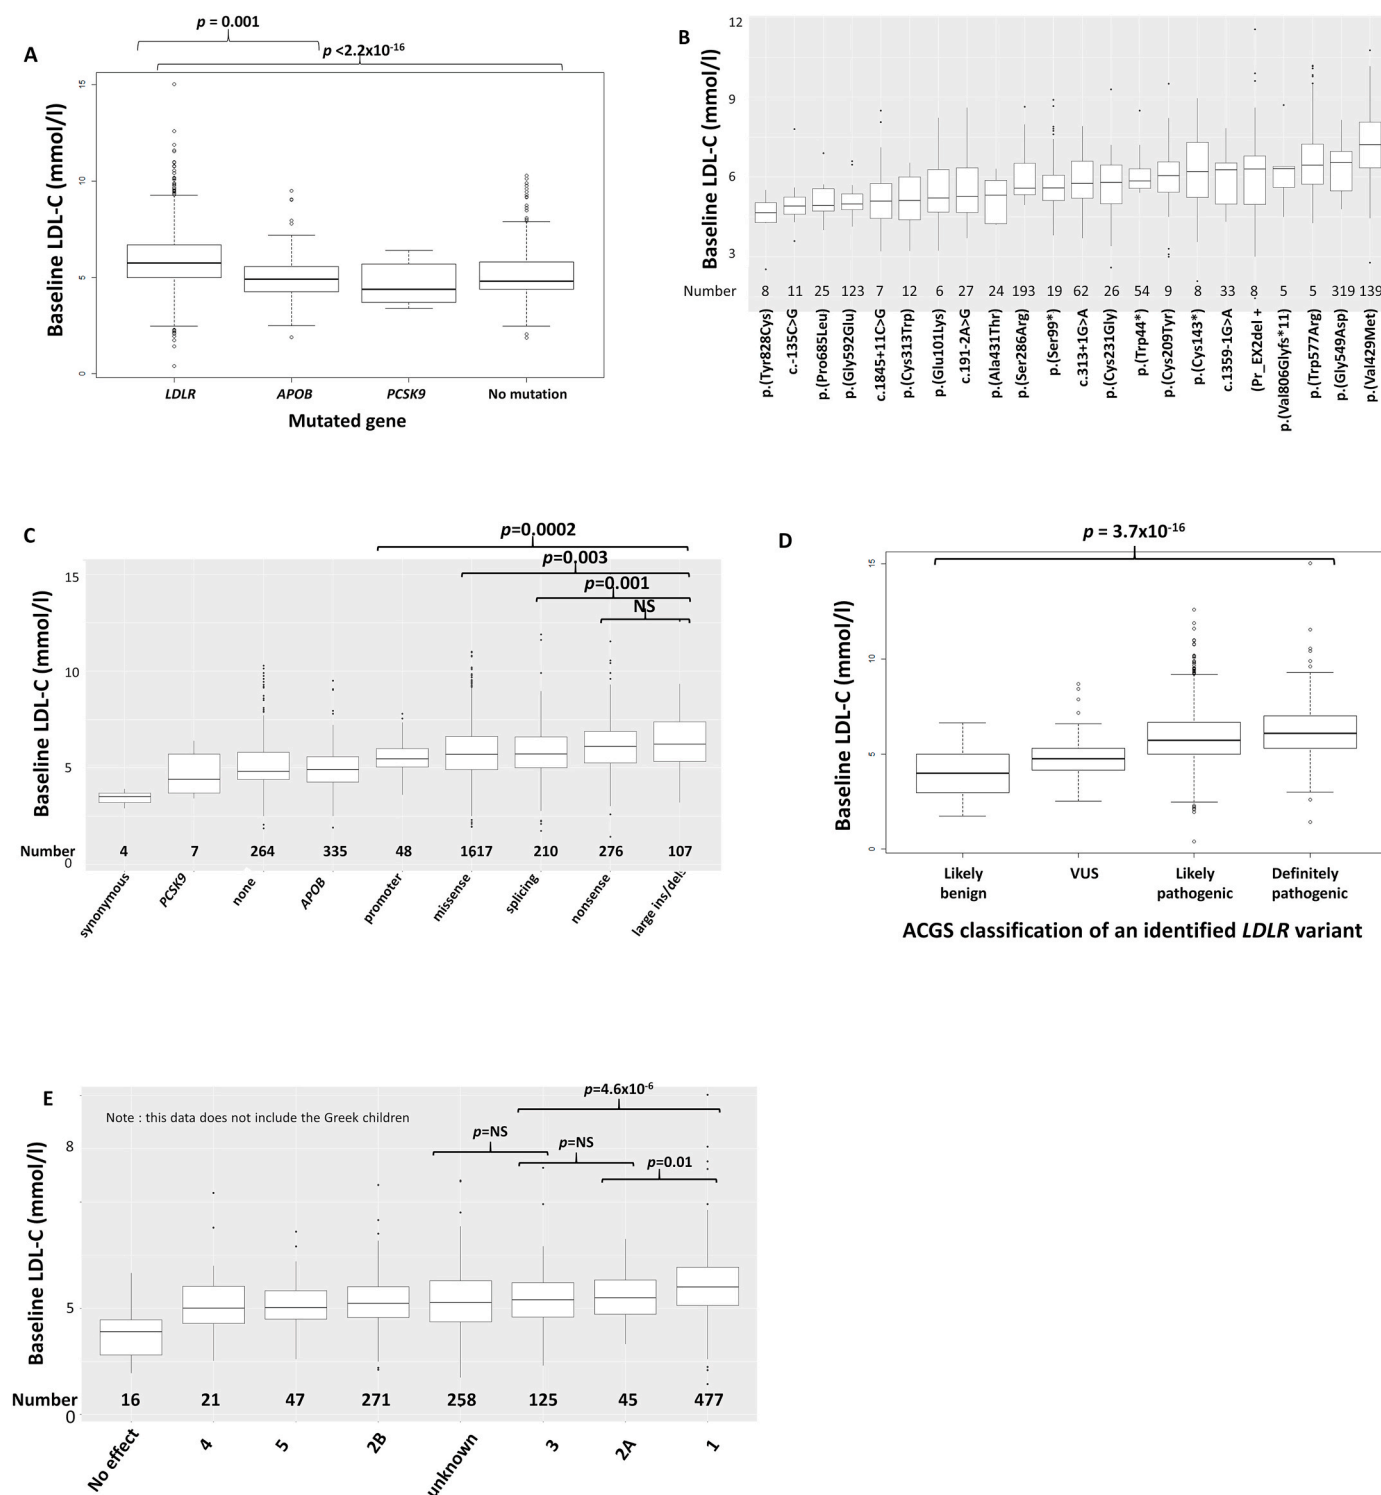 A
p = 0.001
p <2.2x10-16
Baseline LDL-C (mmol/l)
15
10
5
0
LDLR APOB PCSK9 No mutation
Mutated gene
B
Baseline LDL-C (mmol/l)
12
9
6
3
Number 8 11 25 123 7 12 6 27 24 193 19 62 26 54 9 8 33 8 5 5 319 139
p.(Tyr828Cys)
c.-135C>G
p.(Pro685Leu)
p.(Gly592Glu)
c.1845+11C>G
p.(Cys313Trp)
p.(Glu101Lys)
c.191-2A>G
p.(Ala431Thr)
p.(Ser286Arg)
p.(Ser99*)
c.313+1G>A
p.(Cys231Gly)
p.(Trp44*)
p.(Cys209Tyr)
p.(Cys143*)
c.1359-1G>A
(Pr_EX2del +
p.(Val806Glyfs*11)
p.(Trp577Arg)
p.(Gly549Asp)
p.(Val429Met)
C
p=0.0002
p=0.003
p=0.001
NS
Baseline LDL-C (mmol/l)
15
10
5
Number 4 7 264 335 48 1617 210 276 107
0
synonymous
PCSK9
none
APOB
promoter
missense
splicing
nonsense
large ins/dels
D
p = 3.7x10-16
Baseline LDL-C (mmol/l)
15
10
5
0
Likely benign
VUS
Likely pathogenic
Definitely pathogenic
ACGS classification of an identified LDLR variant
E
Note : this data does not include the Greek children
p=4.6x10-6
p=NS
p=NS
p=0.01
Baseline LDL-C (mmol/l)
8
5
Number 16 21 47 271 258 125 45 477
0
No effect
4
5
2B
unknown
3
2A
1